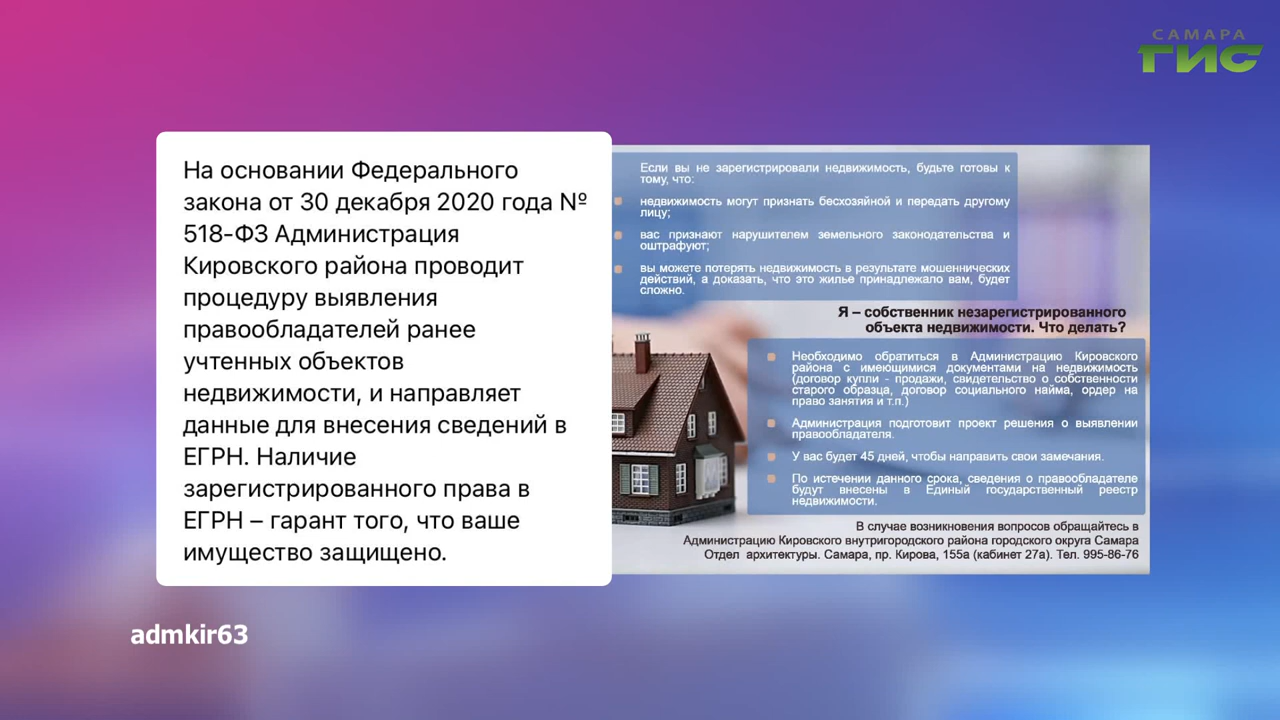 САМАРА
ГИС
На основании Федерального
закона от 30 декабря 2020 года №
518-ФЗ Администрация
Кировского района проводит
процедуру выявления
правообладателей ранее
учтенных объектов
недвижимости, и направляет
данные для внесения сведений в
ЕГРН. Наличие
зарегистрированного права в
ЕГРН – гарант того, что ваше
имущество защищено.
Если вы не зарегистрировали недвижимость, будьте готовы к
тому, что:
недвижимость могут признать бесхозяйной и передать другому
лицу;
вас признают нарушителем земельного законодательства и
оштрафуют;
вы можете потерять недвижимость в результате мошеннических
действий, а доказать, что это жилье принадлежало вам, будет
сложно.
Я – собственник незарегистрированного
объекта недвижимости. Что делать?
Необходимо обратиться в Администрацию Кировского
района с имеющимися документами на недвижимость
(договор купли - продажи, свидетельство о собственности
старого образца, договор социального найма, ордер на
право занятия и т.п.)
Администрация подготовит проект решения о выявлении
правообладателя.
У вас будет 45 дней, чтобы направить свои замечания.
По истечении данного срока, сведения о правообладателе
будут внесены в Единый государственный реестр
недвижимости.
В случае возникновения вопросов обращайтесь в
Администрацию Кировского внутригородского района городского округа Самара
Отдел архитектуры. Самара, пр. Кирова, 155а (кабинет 27а). Тел. 995-86-76
admkir63